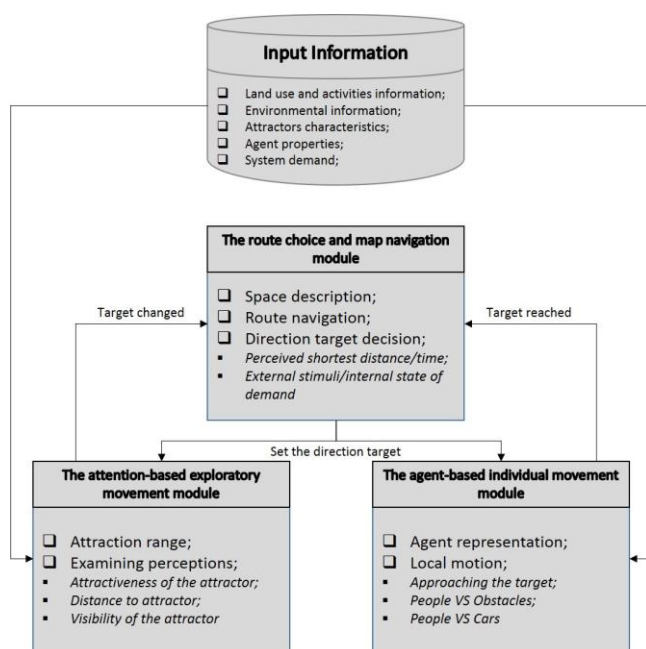 Input Information
❑ Land use and activities information;
❑ Environmental information;
❑ Attractors characteristics;
❑ Agent properties;
❑ System demand;
The route choice and map navigation
module
❑ Space description;
❑ Route navigation;
❑ Direction target decision;
▪ Perceived shortest distance/time;
▪ External stimuli/internal state of
demand
Target changed
Target reached
Set the direction target
The attention-based exploratory
movement module
❑ Attraction range;
❑ Examining perceptions;
▪ Attractiveness of the attractor;
▪ Distance to attractor;
▪ Visibility of the attractor
The agent-based individual movement
module
❑ Agent representation;
❑ Local motion;
▪ Approaching the target;
▪ People VS Obstacles;
▪ People VS Cars